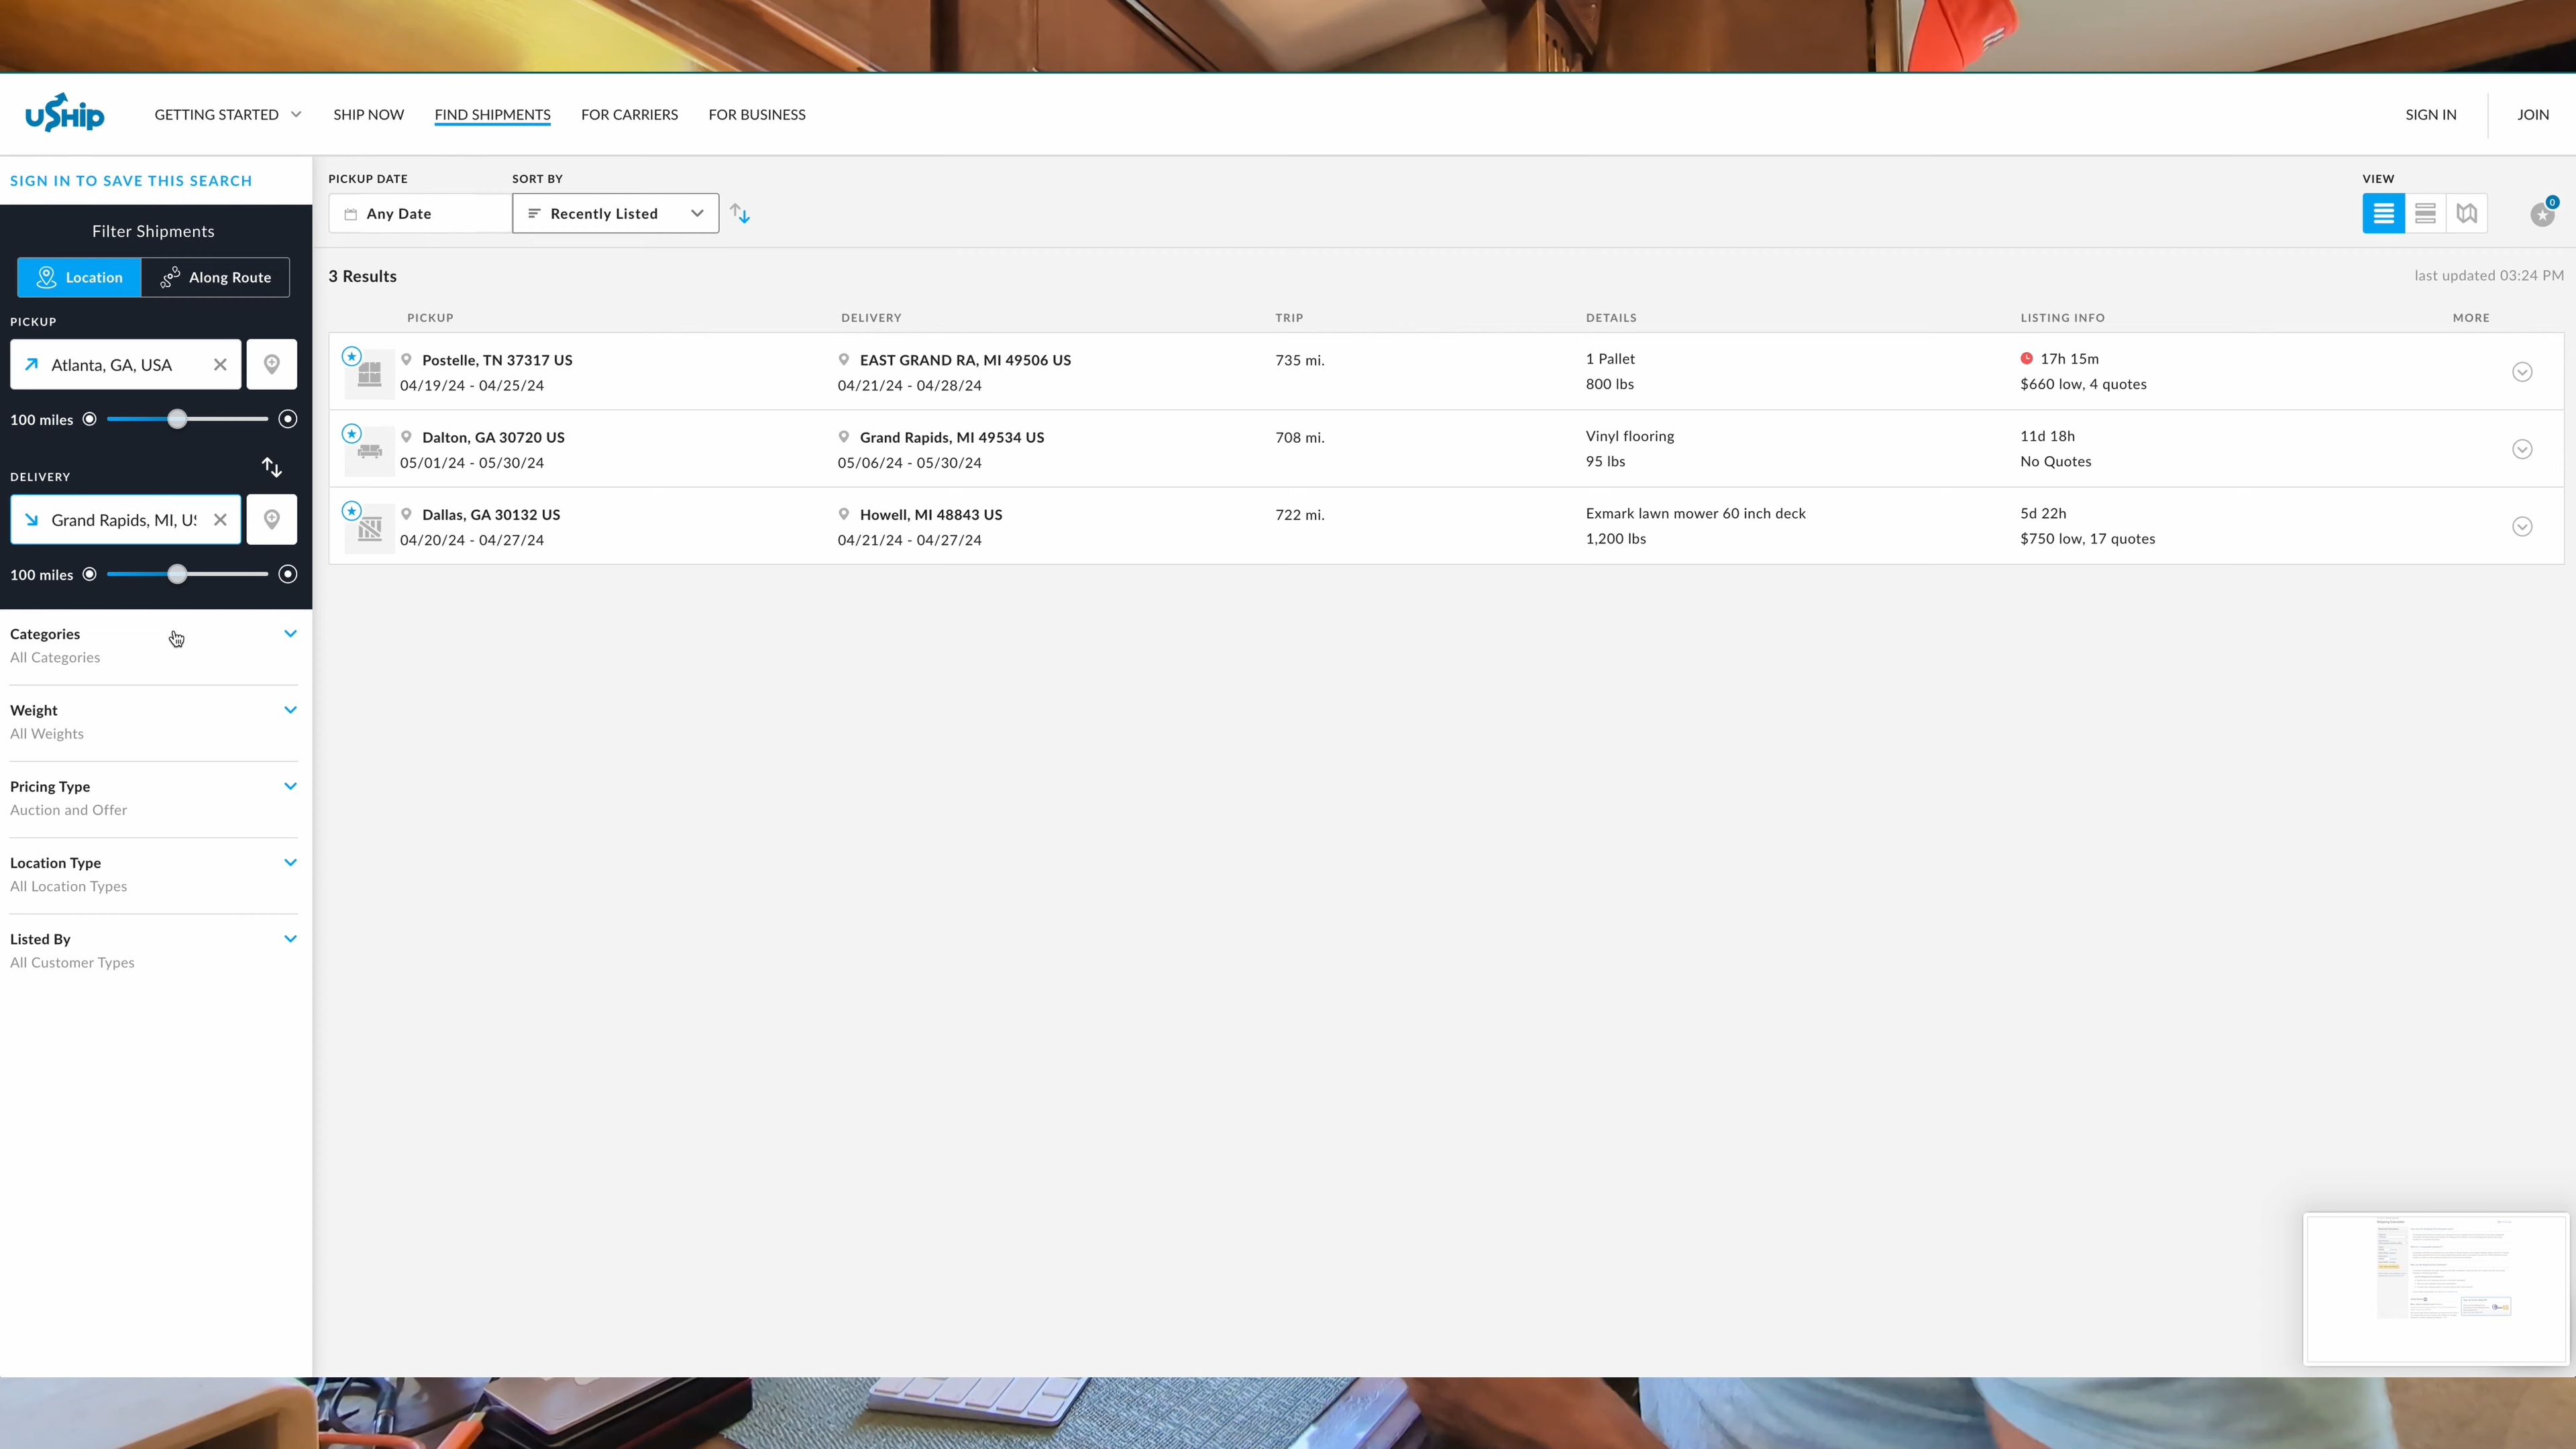 uShip
GETTING STARTED
SHIP NOW
FIND SHIPMENTS
FOR CARRIERS
FOR BUSINESS
SIGN IN
JOIN
SIGN IN TO SAVE THIS SEARCH
Filter Shipments
Location
Along Route
PICKUP
Atlanta, GA, USA
100 miles
DELIVERY
Grand Rapids, MI, US
100 miles
Categories
All Categories
Weight
All Weights
Pricing Type
Auction and Offer
Location Type
All Location Types
Listed By
All Customer Types
PICKUP DATE
SORT BY
VIEW
Any Date
Recently Listed
0
3 Results
last updated 03:24 PM
PICKUP DELIVERY TRIP DETAILS LISTING INFO MORE
Postelle, TN 37317 US EAST GRAND RA, MI 49506 US 735 mi. 1 Pallet 17h 15m
04/19/24 - 04/25/24 04/21/24 - 04/28/24 800 lbs $660 low, 4 quotes
Dalton, GA 30720 US Grand Rapids, MI 49534 US 708 mi. Vinyl flooring 11d 18h
05/01/24 - 05/30/24 05/06/24 - 05/30/24 95 lbs No Quotes
Dallas, GA 30132 US Howell, MI 48843 US 722 mi. Exmark lawn mower 60 inch deck 5d 22h
04/20/24 - 04/27/24 04/21/24 - 04/27/24 1,200 lbs $750 low, 17 quotes